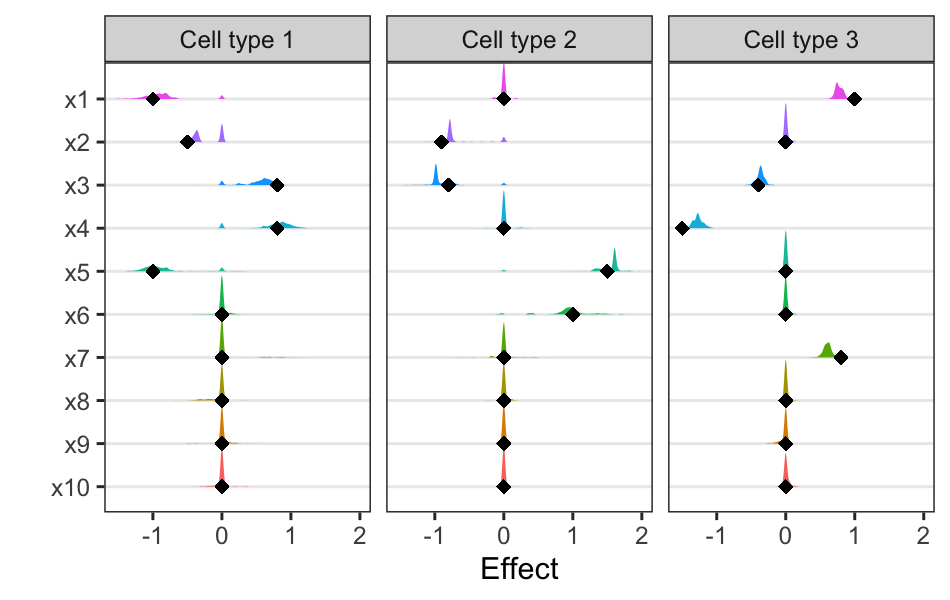 Cell type 1 Cell type 2 Cell type 3
x1
x2
x3
x4
x5
x6
x7
x8
x9
x10
-1 0 1 2 -1 0 1 2 -1 0 1 2
Effect